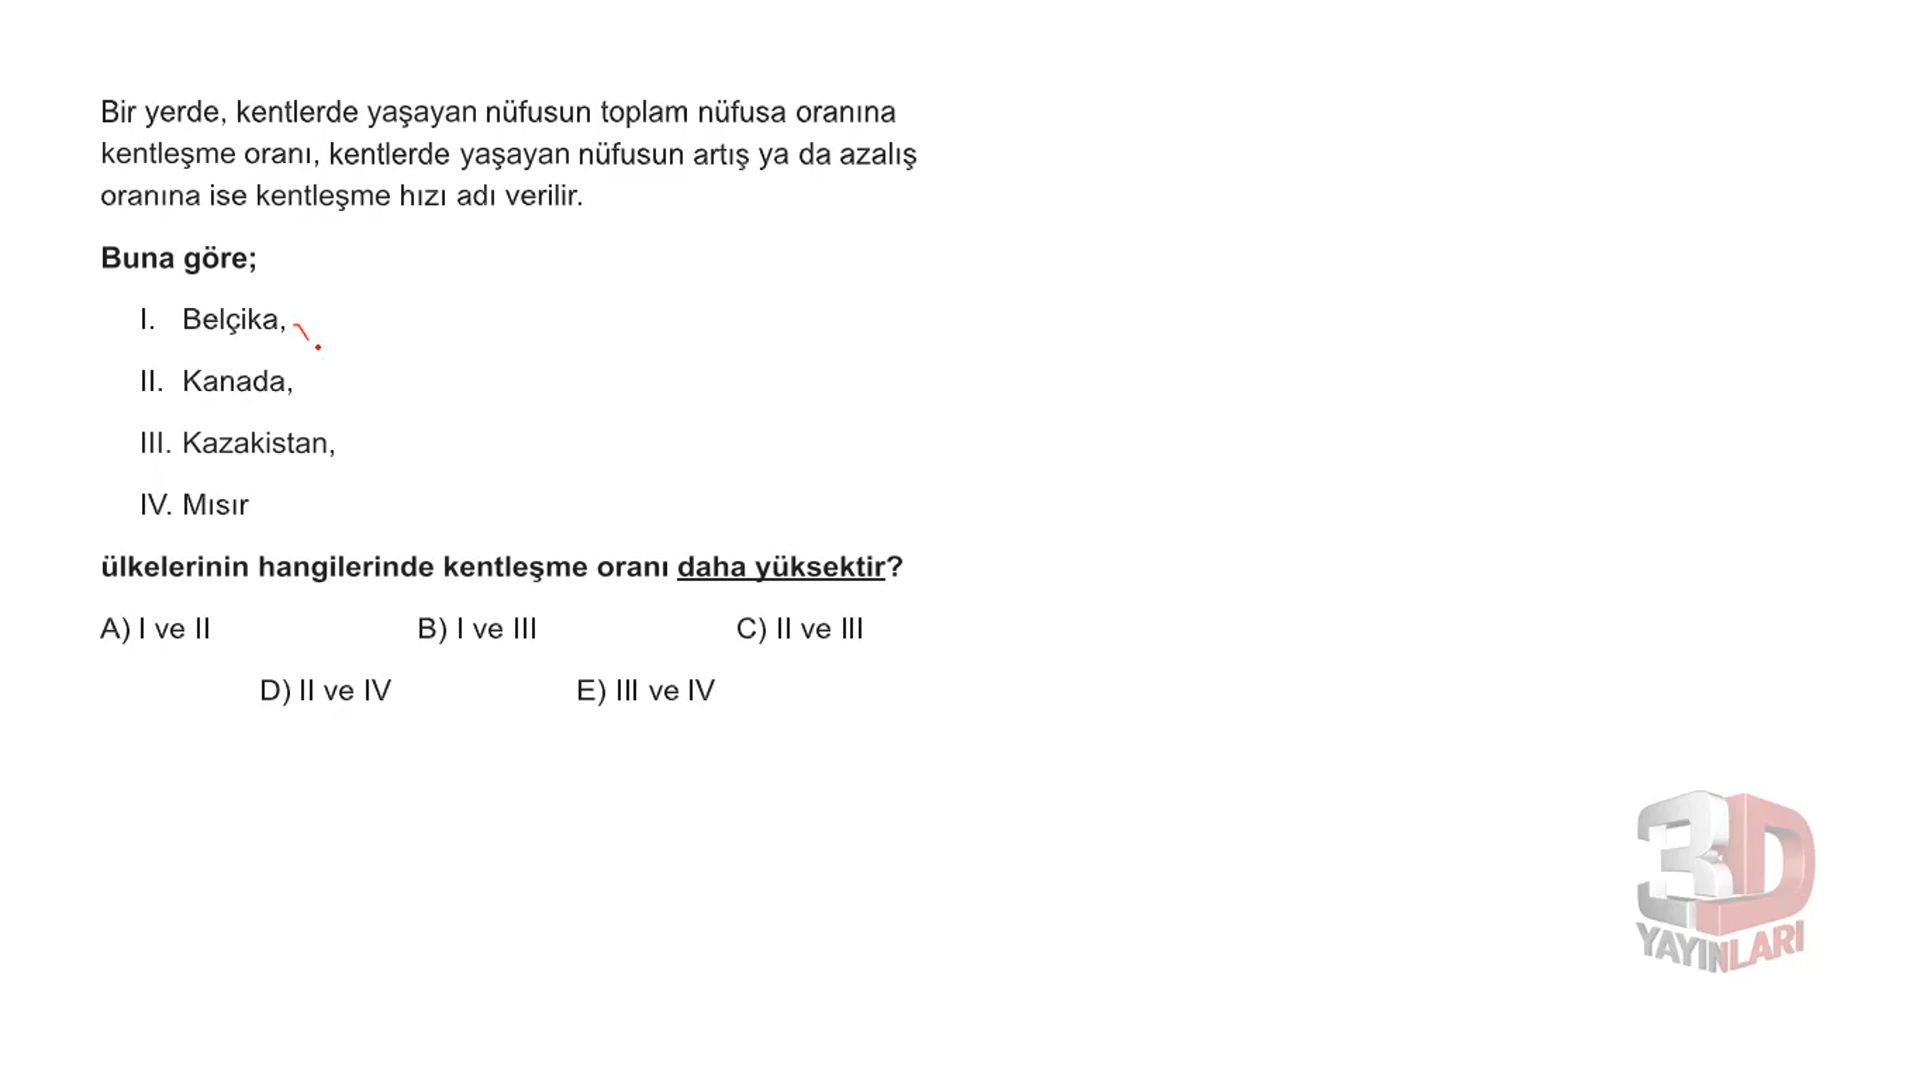 Bir yerde, kentlerde yaşayan nüfusun toplam nüfusa oranına
kentleşme oranı, kentlerde yaşayan nüfusun artış ya da azalış
oranına ise kentleşme hızı adı verilir.
Buna göre;
I. Belçika,
II. Kanada,
III. Kazakistan,
IV. Mısır
ülkelerinin hangilerinde kentleşme oranı daha yüksektir?
A) I ve II B) I ve III C) II ve III
D) II ve IV E) III ve IV
3D
YAYINLARI